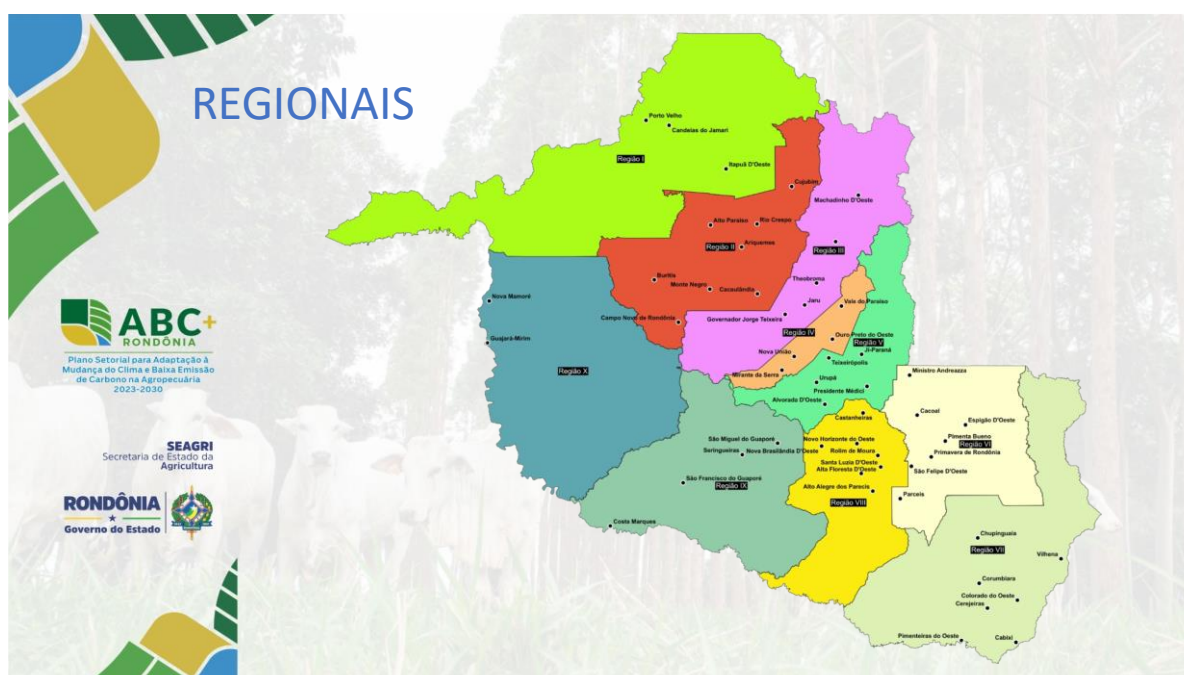 REGIONAIS
Porto Velho
Candeias do Jamari
Região I
Itapuã D'Oeste
Cujubim
Machadinho D'Oeste
Alto Paraíso
Rio Crespo
Região II
Ariquemes
Região III
Buritis
Monte Negro
Cacaulândia
Theobroma
Nova Mamoré
Jaru
Vale do Paraíso
Governador Jorge Teixeira
Campo Novo de Rondônia
Região IV
Ouro Preto do Oeste
Região V
Guajará-Mirim
Ji-Paraná
Nova União
Teixeirópolis
Região X
Mirante da Serra
Urupá
Ministro Andreazza
Presidente Médici
Alvorada D'Oeste
Castanheiras
Cacoal
Espigão D'Oeste
São Miguel do Guaporé
Novo Horizonte do Oeste
Pimenta Bueno
Região VI
Seringueiras
Nova Brasilândia D'Oeste
Rolim de Moura
Primavera de Rondônia
Santa Luzia D'Oeste
Alta Floresta D'Oeste
São Felipe D'Oeste
São Francisco do Guaporé
Região IX
Alto Alegre dos Parecis
Parceis
Região VIII
Costa Marques
Chupinguaia
Região VII
Vilhena
Corumbiara
Colorado do Oeste
Cerejeiras
Pimenteiras do Oeste
Cabixi
ABC+
RONDÔNIA
Plano Setorial para Adaptação à
Mudança do Clima e Baixa Emissão
de Carbono na Agropecuária
2023-2030
SEAGRI
Secretaria de Estado da
Agricultura
RONDÔNIA
Governo do Estado